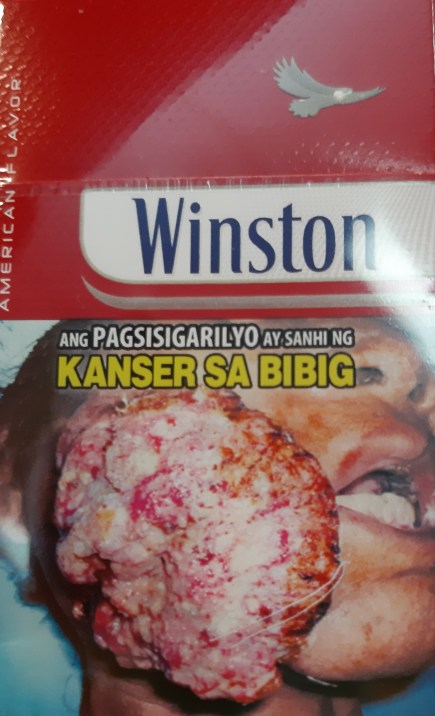 AMERICAN FLAVOR
Winston
ANG PAGSISIGARILYO AY SANHI NG
KANSER SA BIBIG